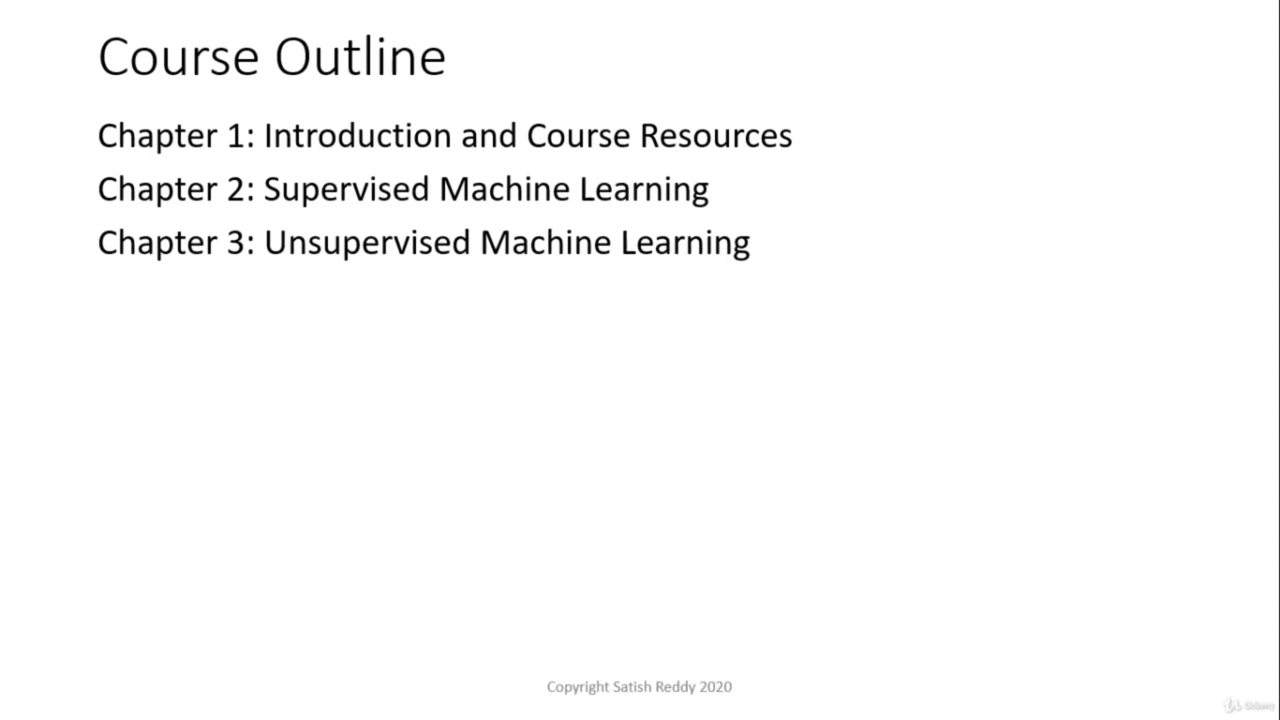 Course Outline
Chapter 1: Introduction and Course Resources
Chapter 2: Supervised Machine Learning
Chapter 3: Unsupervised Machine Learning
Copyright Satish Reddy 2020
Udemy